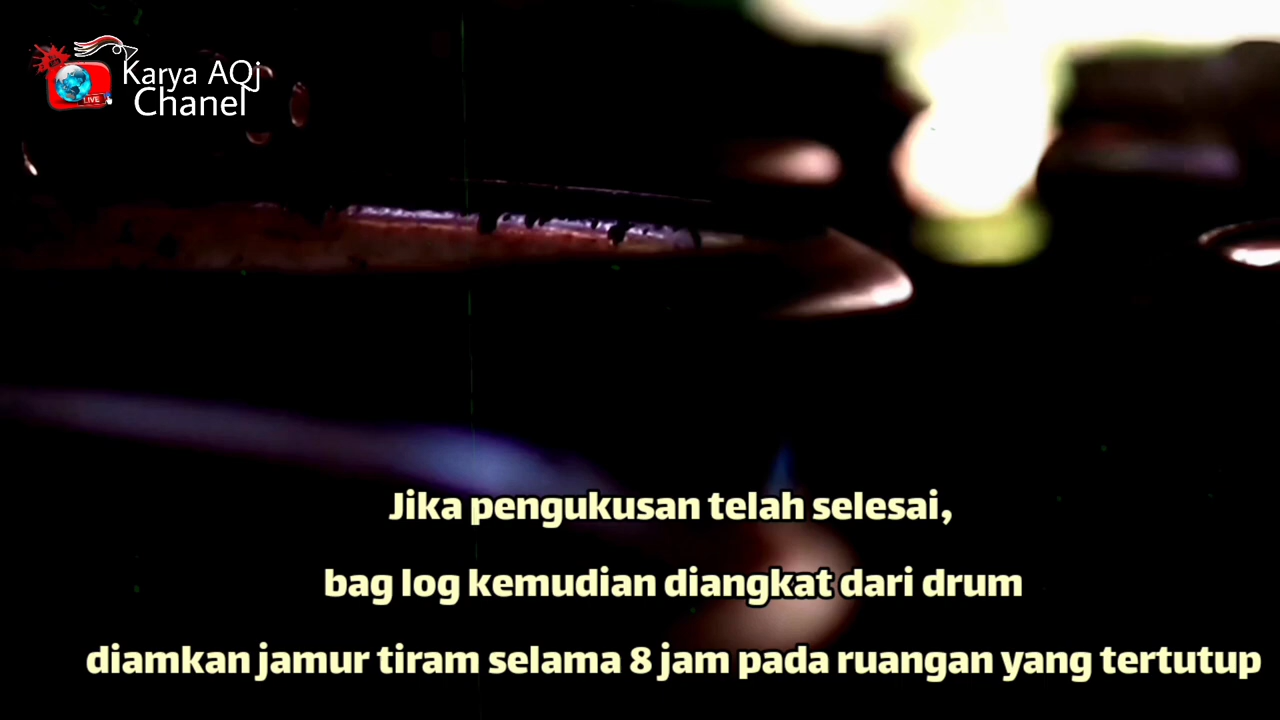 Karya AQj
Chanel
LIVE
Jika pengukusan telah selesai,
bag log kemudian diangkat dari drum
diamkan jamur tiram selama 8 jam pada ruangan yang tertutup